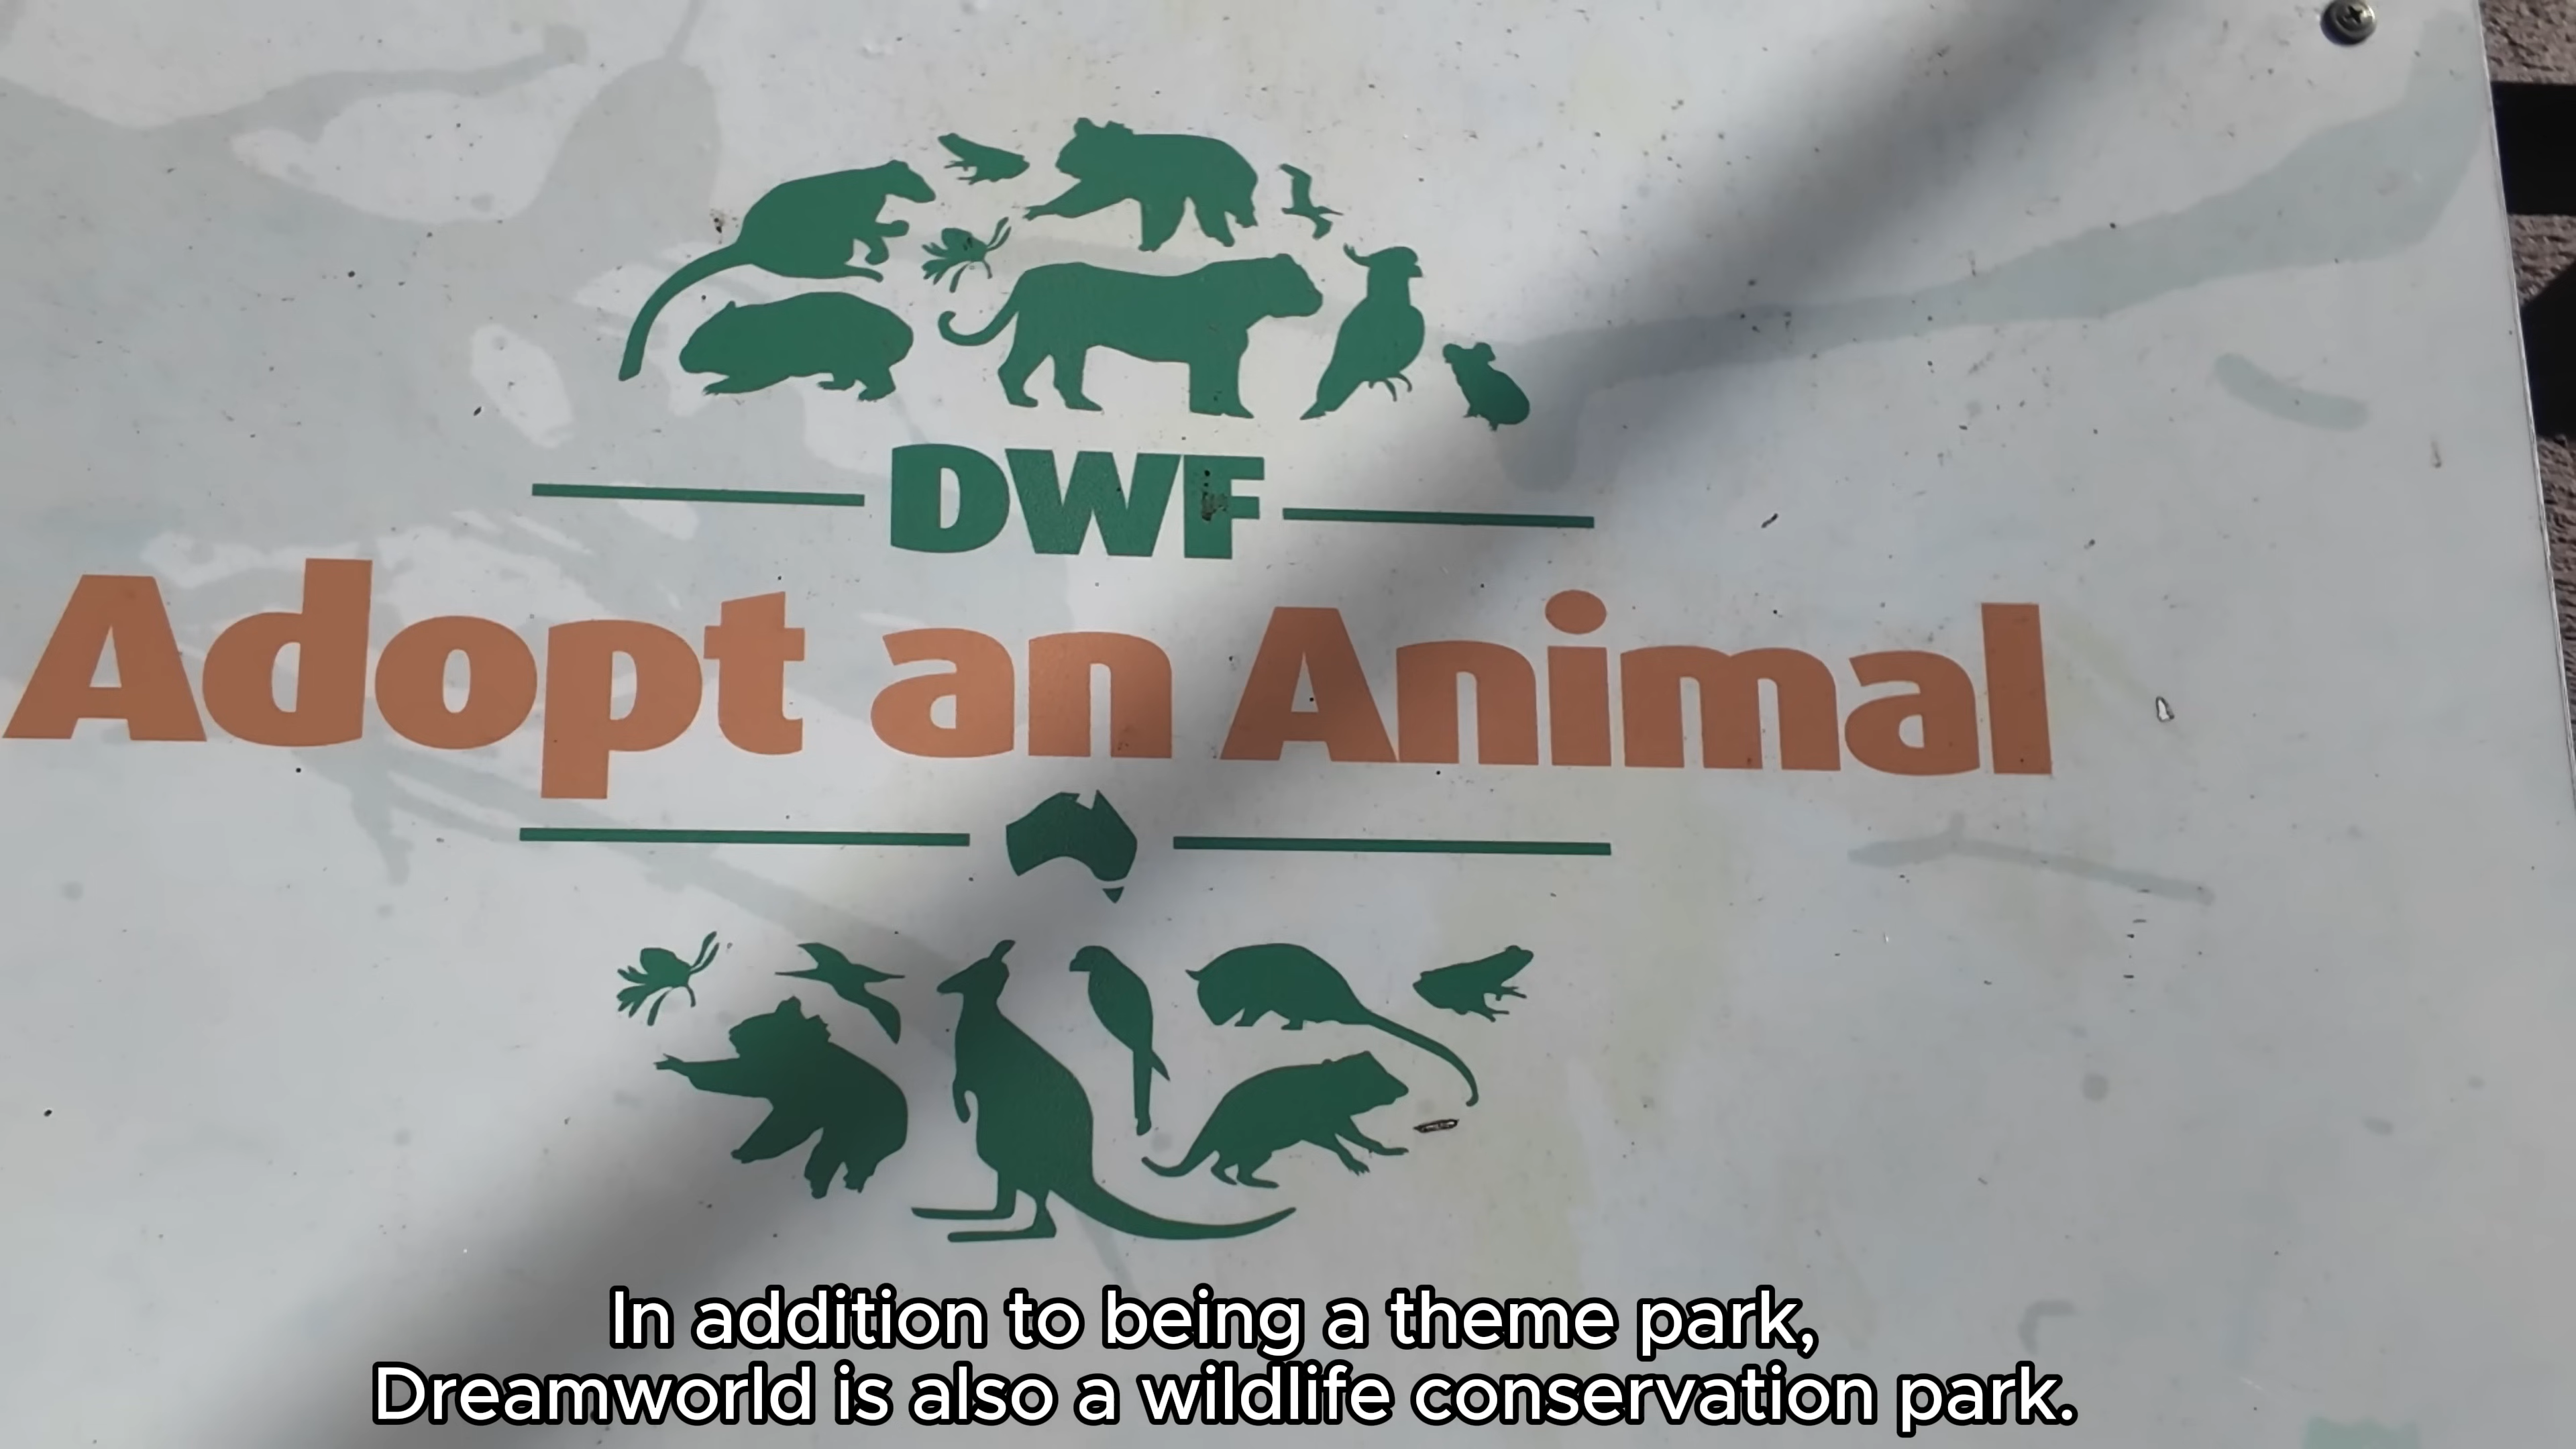 DWF
Adopt an Animal
In addition to being a theme park,
Dreamworld is also a wildlife conservation park.